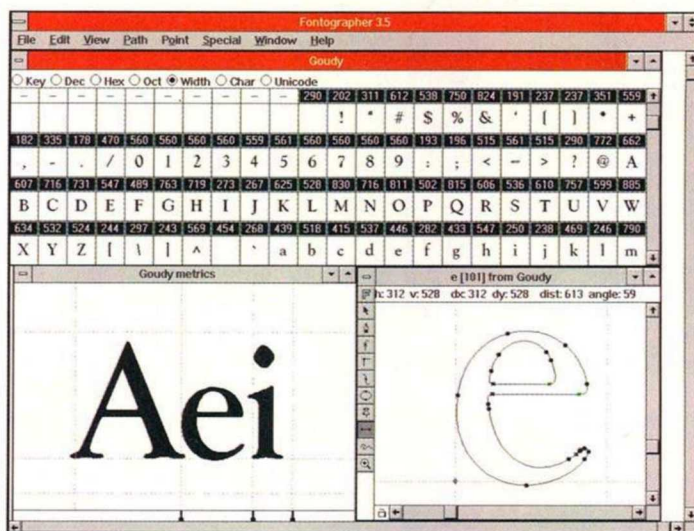 Fontographer 3.5
File Edit View Path Point Special Window Help
Goudy
Key Dec Hex Oct Width Char Unicode
290 202 311 612 538 750 824 191 237 237 351 559
! " # $ % & ' ( ) * +
182 335 178 470 560 560 560 559 561 560 560 560 560 560 193 196 515 561 515 290 772 662
, - . / 0 1 2 3 4 5 6 7 8 9 : ; < = > ? @ A
607 716 731 547 489 763 719 273 267 625 528 830 716 811 502 815 606 536 610 757 599 885
B C D E F G H I J K L M N O P Q R S T U V W
634 532 524 244 297 243 569 454 268 439 518 415 537 446 282 433 547 250 238 469 246 790
X Y Z [ \ ] ^ ` a b c d e f g h i j k l m
Goudy metrics
Aei
e [101] from Goudy
h: 312 v: 528 dx: 312 dy: 528 dist: 613 angle: 59
e